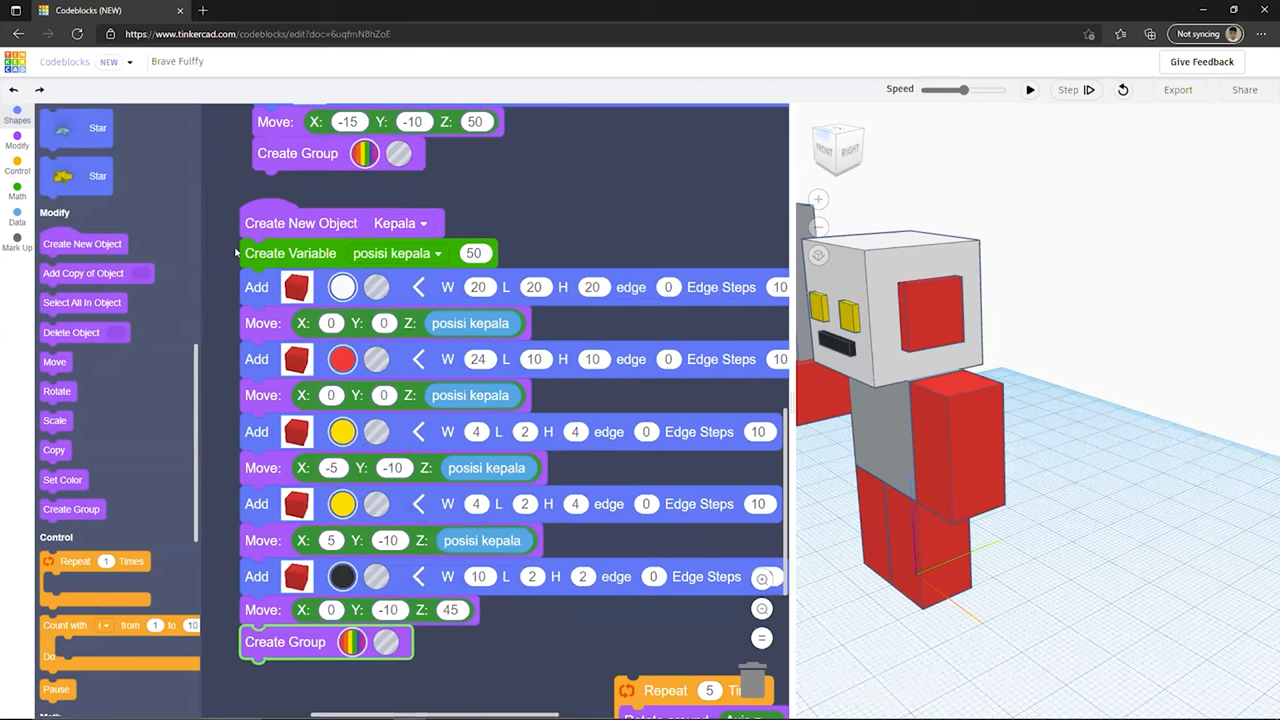 Codeblocks (NEW)
https://www.tinkercad.com/codeblocks/edit?doc=6uqfmN8hZoE
Not syncing
TIN
KER
CAD
Codeblocks NEW
Brave Fulffy
Give Feedback
Speed
Step
Export
Share
Shapes
Modify
Control
Math
Data
Mark Up
Star
Star
Modify
Create New Object
Add Copy of Object
Select All In Object
Delete Object
Move
Rotate
Scale
Copy
Set Color
Create Group
Control
Repeat 1 Times
Count with i from 1 to 10
Do
Pause
Move: X: -15 Y: -10 Z: 50
Create Group
Create New Object Kepala
Create Variable posisi kepala 50
Add W 20 L 20 H 20 edge 0 Edge Steps 10
Move: X: 0 Y: 0 Z: posisi kepala
Add W 24 L 10 H 10 edge 0 Edge Steps 10
Move: X: 0 Y: 0 Z: posisi kepala
Add W 4 L 2 H 4 edge 0 Edge Steps 10
Move: X: -5 Y: -10 Z: posisi kepala
Add W 4 L 2 H 4 edge 0 Edge Steps 10
Move: X: 5 Y: -10 Z: posisi kepala
Add W 10 L 2 H 2 edge 0 Edge Steps
Move: X: 0 Y: -10 Z: 45
Create Group
Repeat 5
FRONT
RIGHT